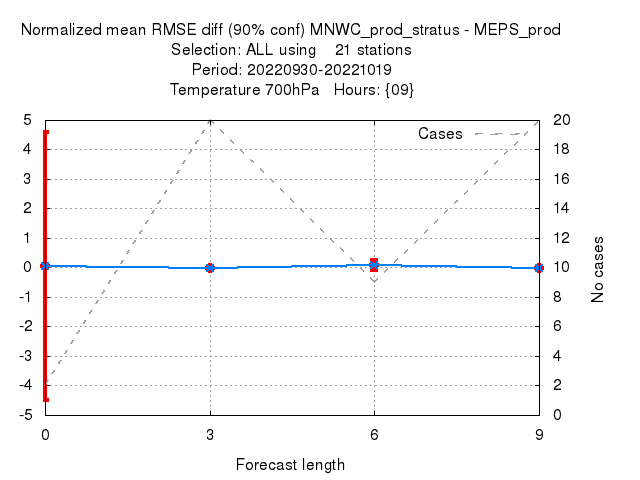 Normalized mean RMSE diff (90% conf) MNWC_prod_stratus - MEPS_prod
Selection: ALL using    21 stations
Period: 20220930-20221019
Temperature 700hPa   Hours: {09}
Cases
5
4
3
2
1
0
-1
-2
-3
-4
-5
20
18
16
14
12
10
8
6
4
2
0
No cases
0 3 6 9
Forecast length